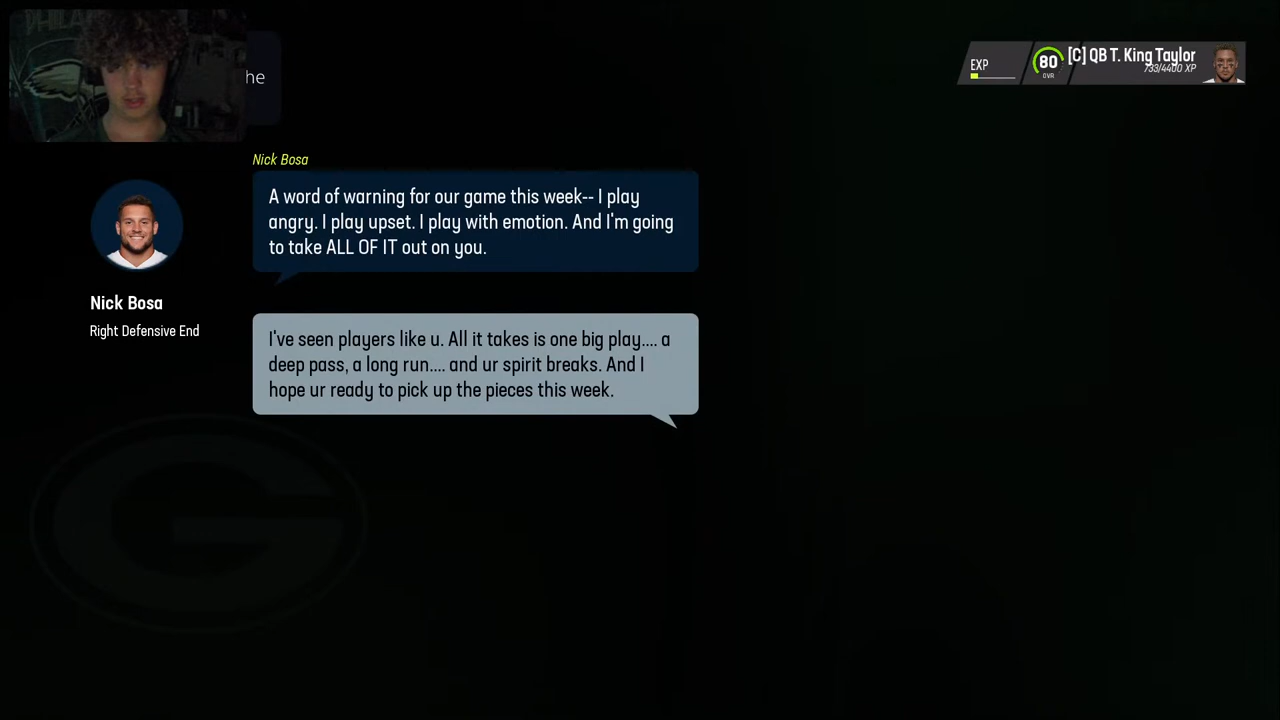 PHILA
he
EXP
80
OVR
[C] QB T. King Taylor
733/4400 XP
Nick Bosa
A word of warning for our game this week-- I play
angry. I play upset. I play with emotion. And I'm going
to take ALL OF IT out on you.
Nick Bosa
Right Defensive End
I've seen players like u. All it takes is one big play.... a
deep pass, a long run.... and ur spirit breaks. And I
hope ur ready to pick up the pieces this week.
G